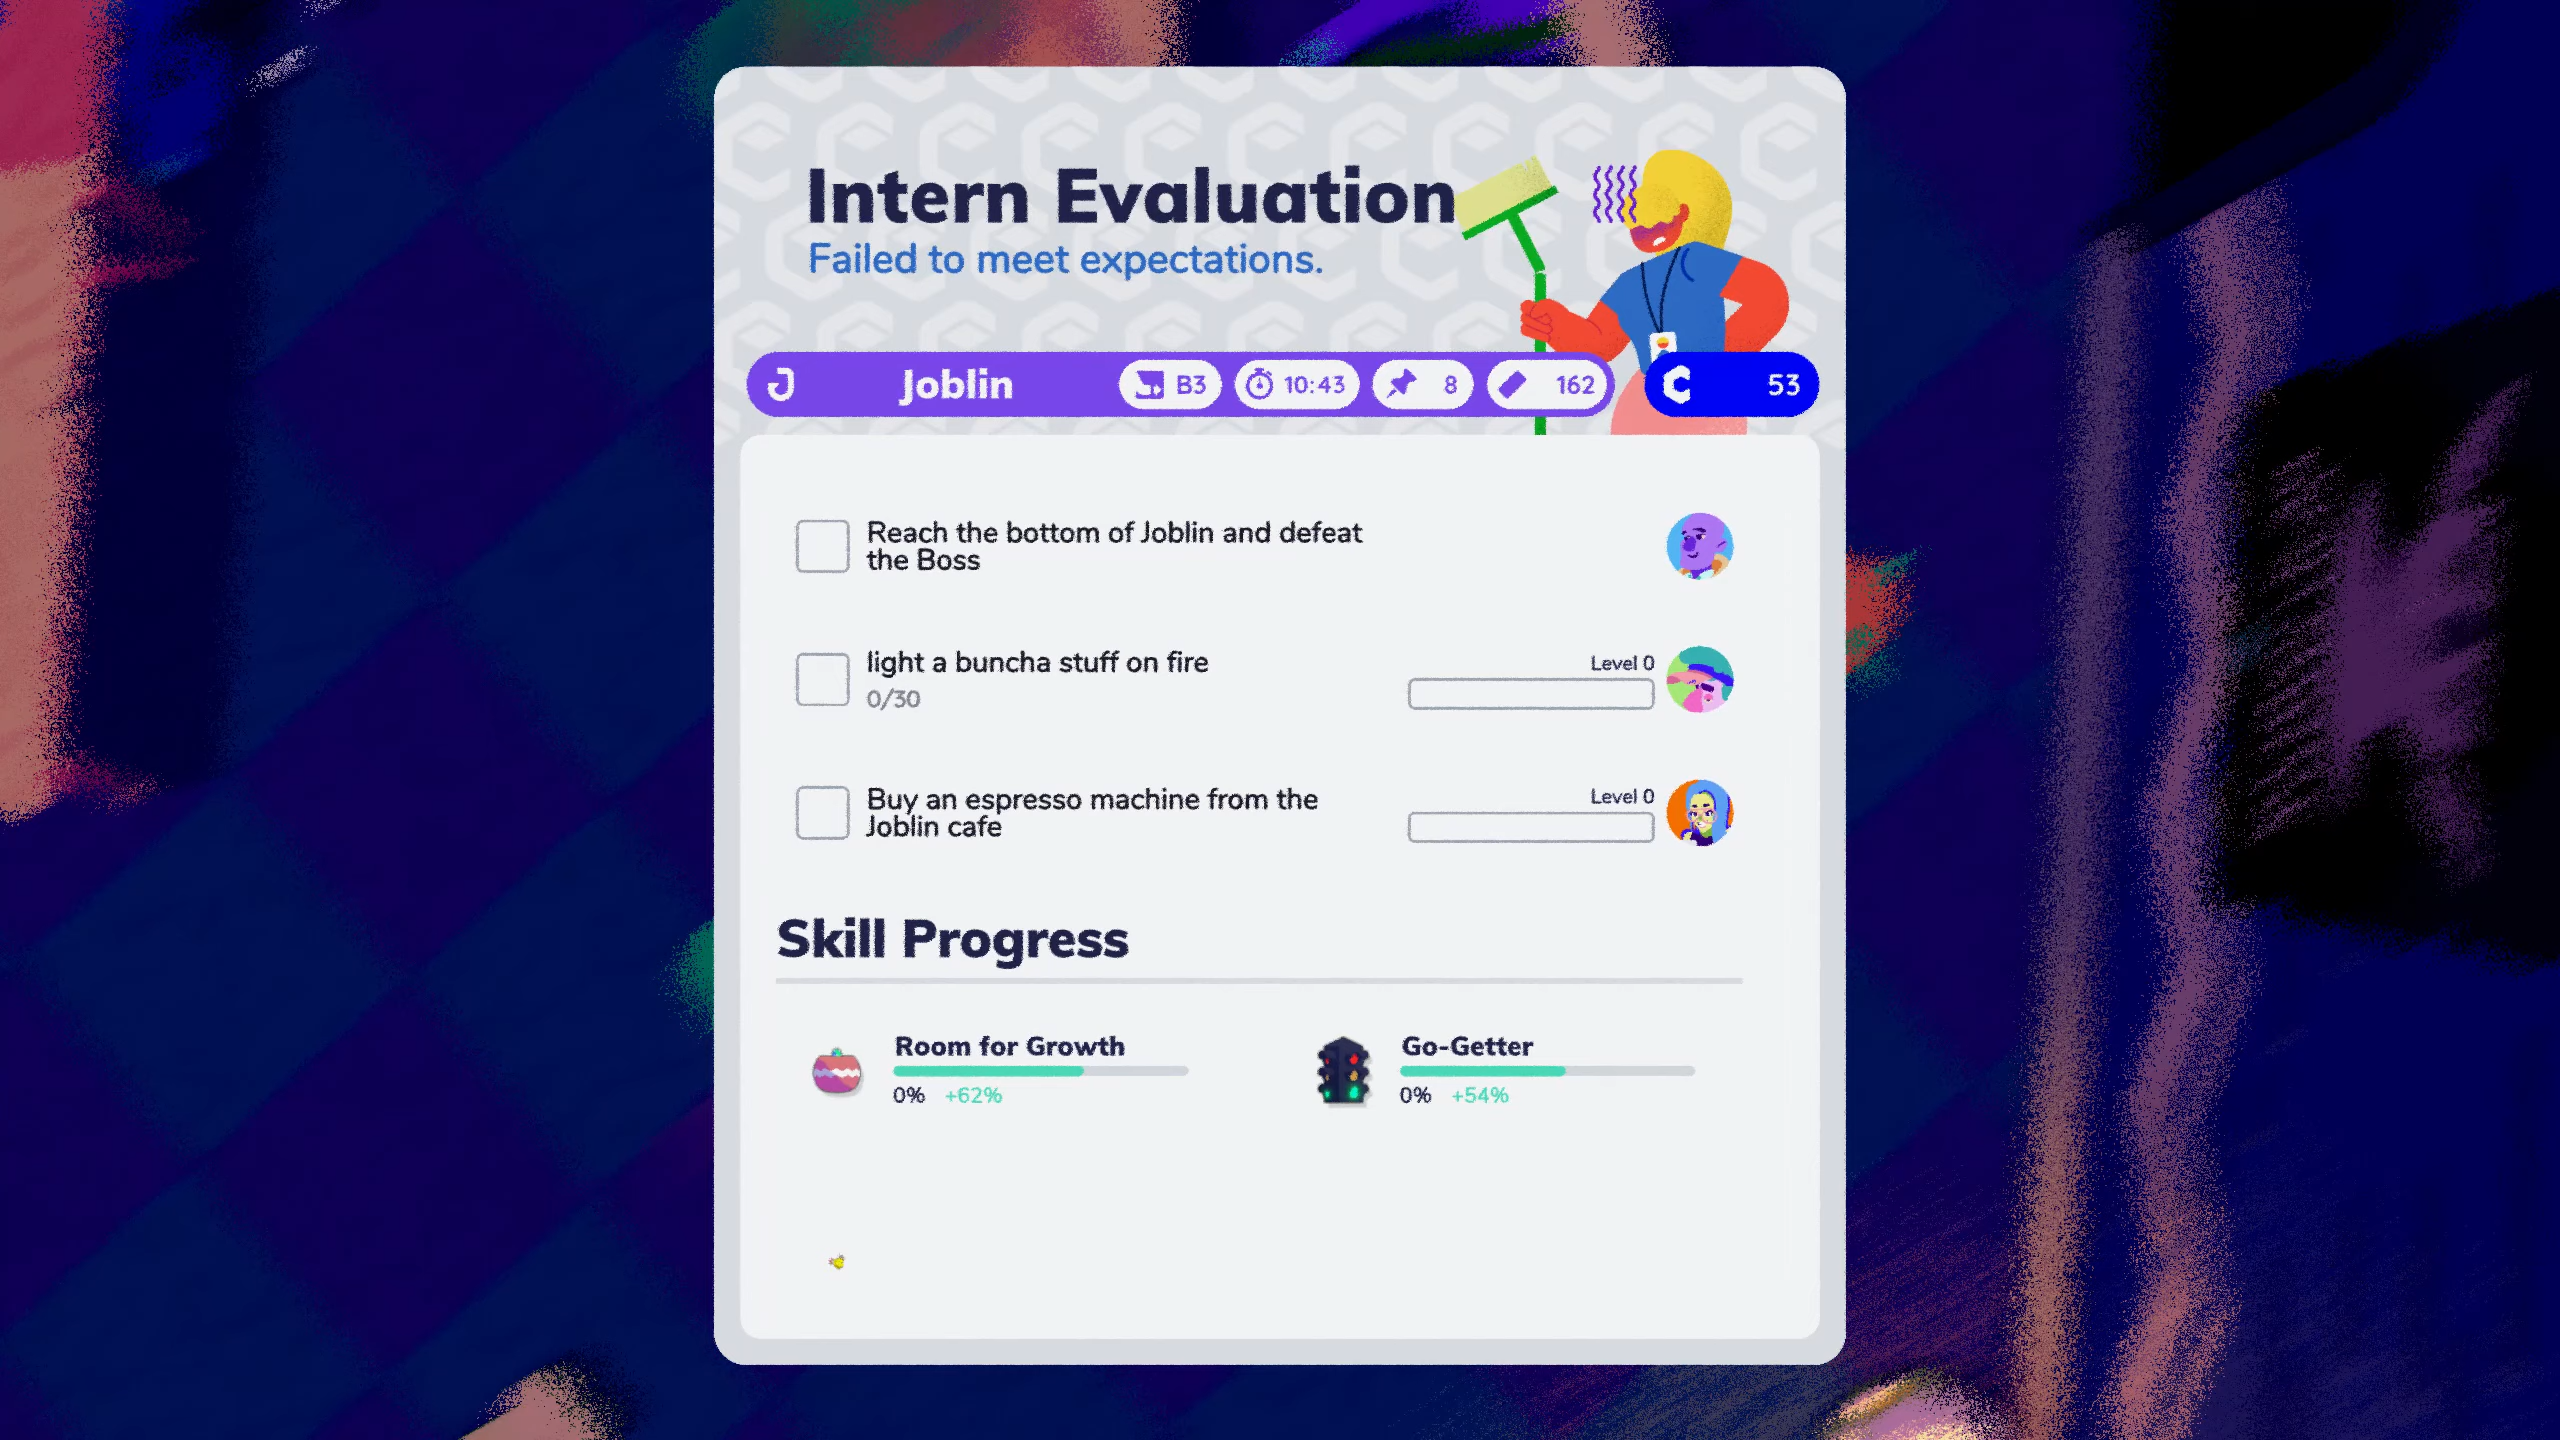 Intern Evaluation
Failed to meet expectations.
Joblin B3 10:43 8 162 53
Reach the bottom of Joblin and defeat
the Boss
light a buncha stuff on fire
0/30
Level 0
Buy an espresso machine from the
Joblin cafe
Level 0
Skill Progress
Room for Growth
0% +62%
Go-Getter
0% +54%